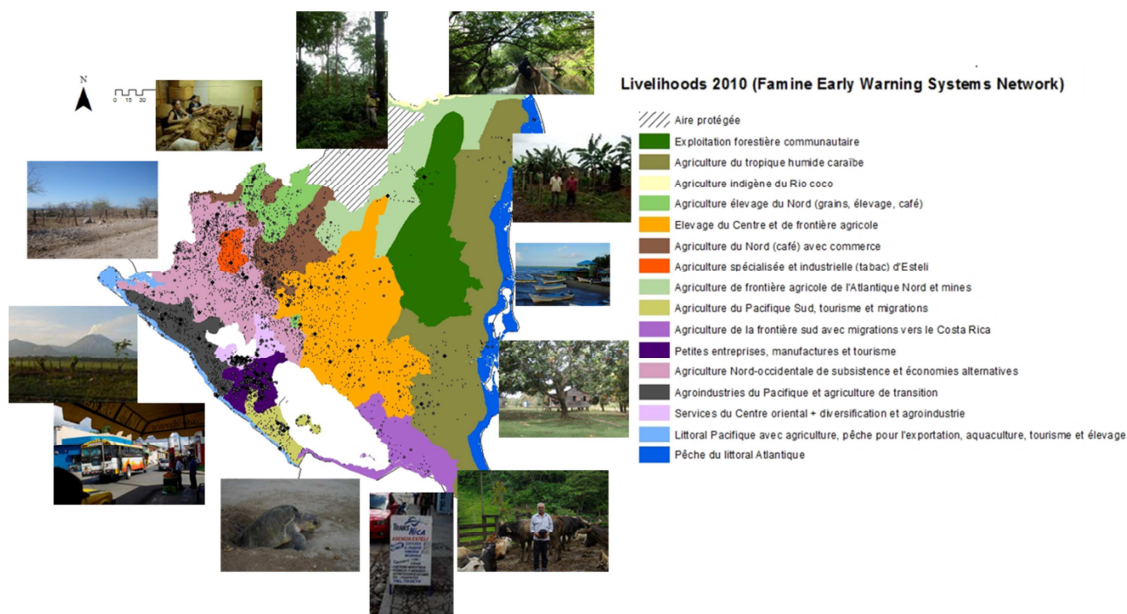 N
0 15 30
Livelihoods 2010 (Famine Early Warning Systems Network)
Aire protégée
Exploitation forestière communautaire
Agriculture du tropique humide caraïbe
Agriculture indigène du Rio coco
Agriculture élevage du Nord (grains, élevage, café)
Elevage du Centre et de frontière agricole
Agriculture du Nord (café) avec commerce
Agriculture spécialisée et industrielle (tabac) d'Esteli
Agriculture de frontière agricole de l'Atlantique Nord et mines
Agriculture du Pacifique Sud, tourisme et migrations
Agriculture de la frontière sud avec migrations vers le Costa Rica
Petites entreprises, manufactures et tourisme
Agriculture Nord-occidentale de subsistence et économies alternatives
Agroindustries du Pacifique et agriculture de transition
Services du Centre oriental + diversification et agroindustrie
Littoral Pacifique avec agriculture, pêche pour l'exportation, aquaculture, tourisme et élevage
Pêche du littoral Atlantique
TRANS NICA
AGENCIA ESTELI